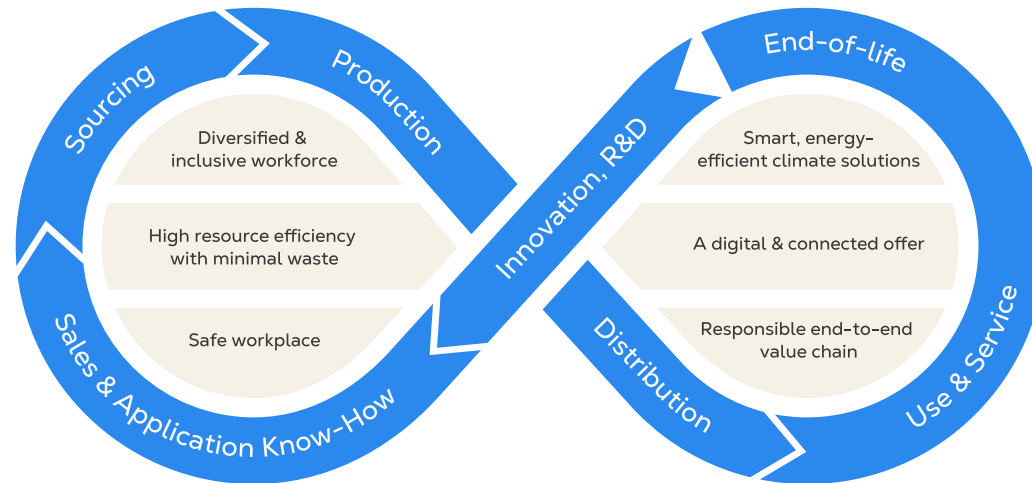 Sourcing
Production
Diversified &
inclusive workforce
High resource efficiency
with minimal waste
Safe workplace
Sales & Application Know-How
Innovation, R&D
End-of-life
Smart, energy-
efficient climate solutions
A digital & connected offer
Responsible end-to-end
value chain
Distribution
Use & Service